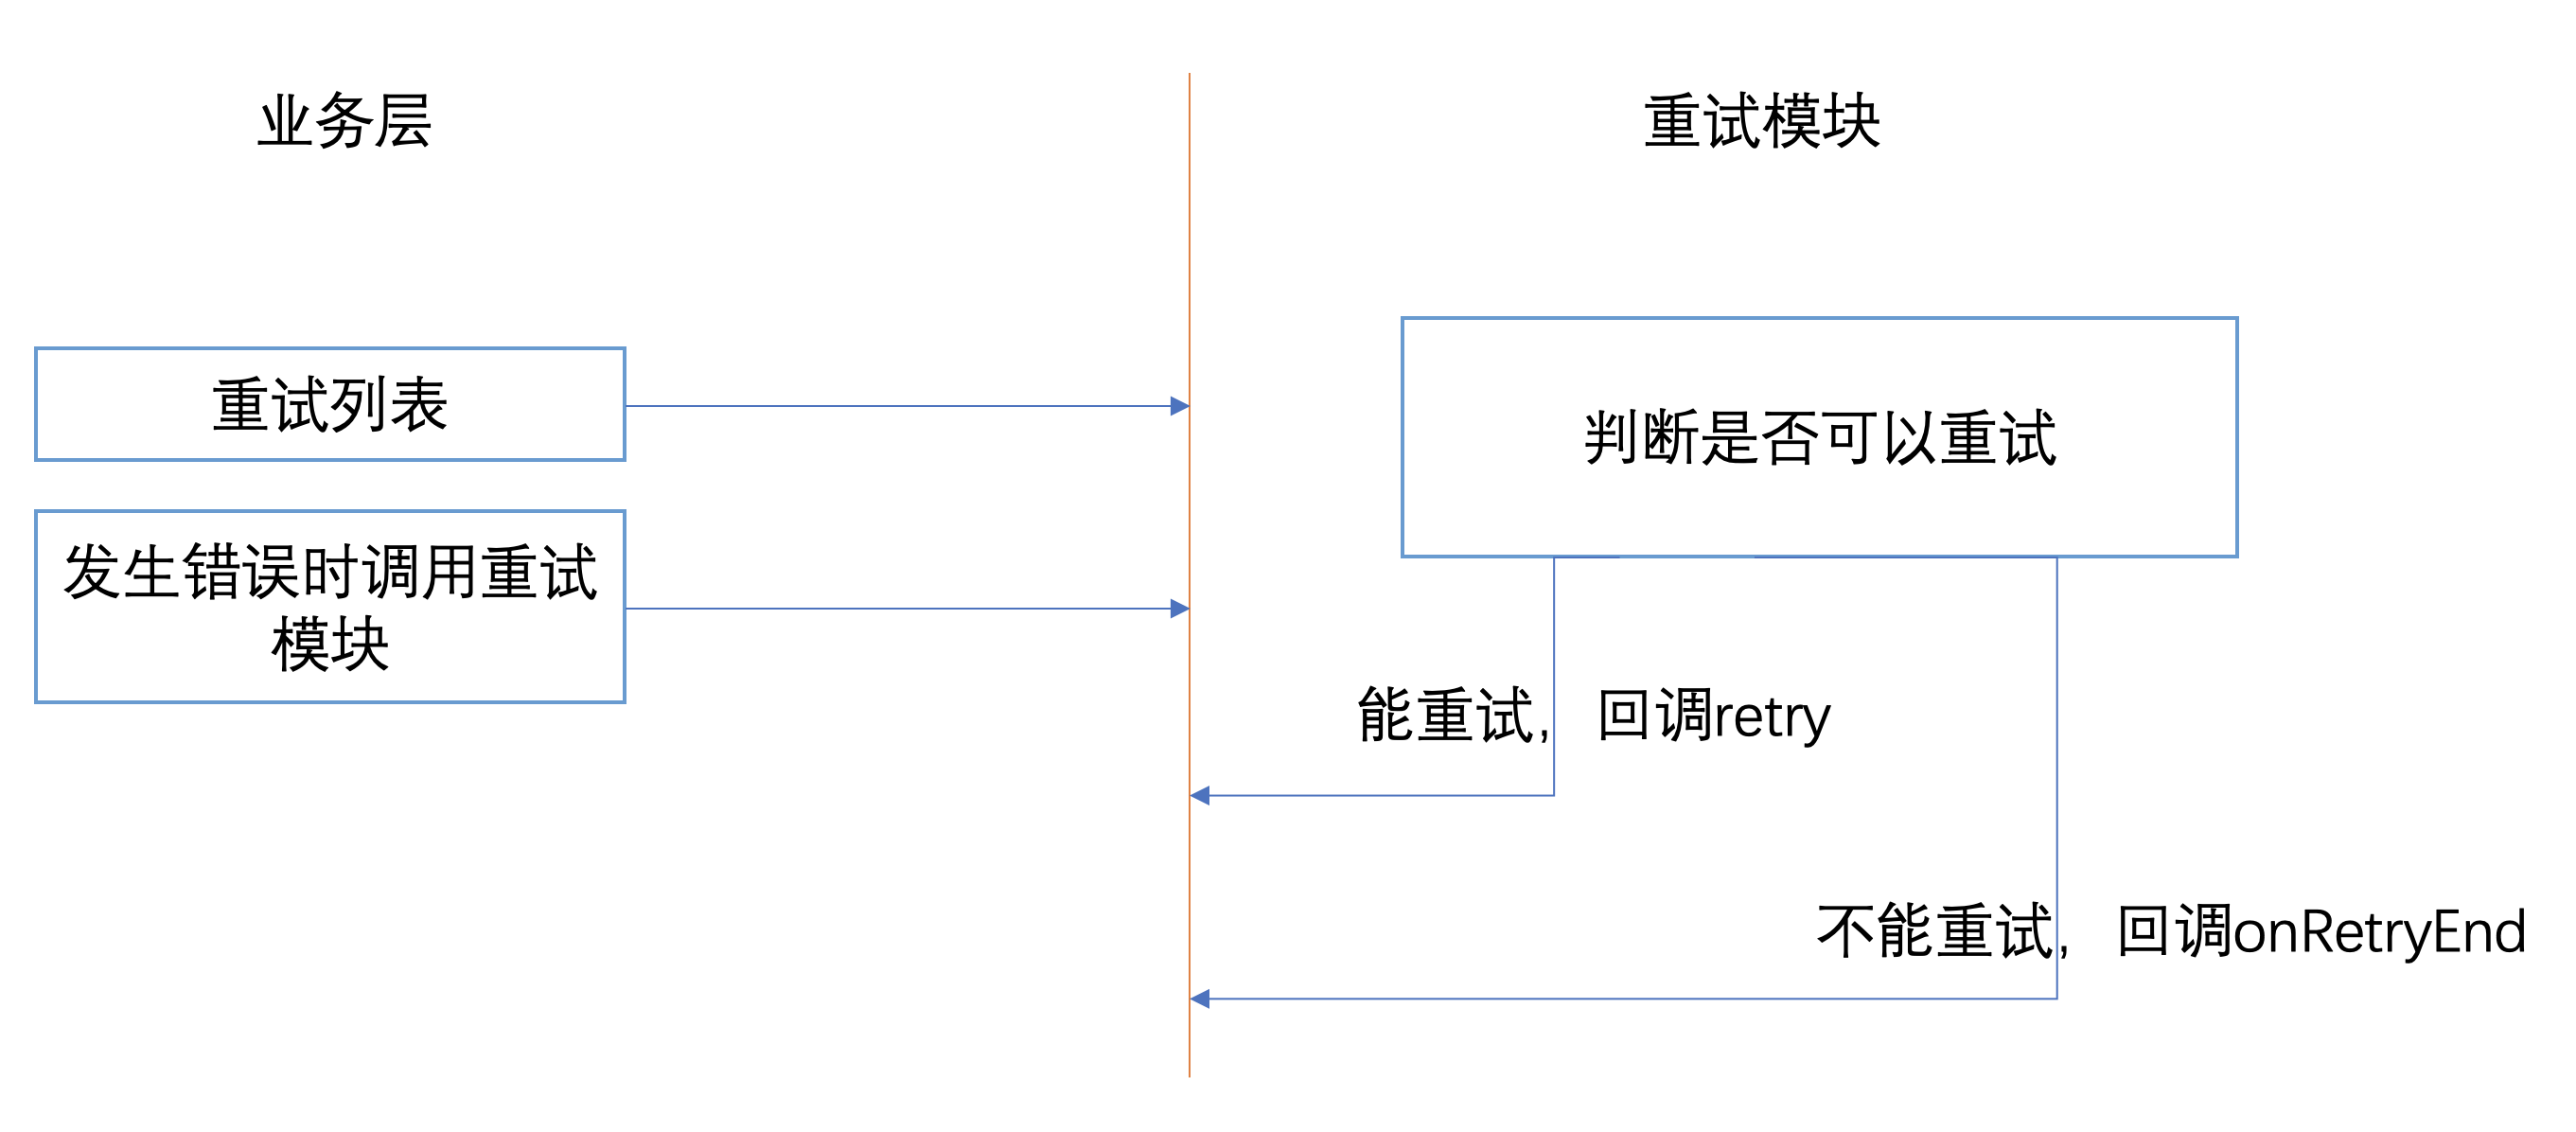 业务层
重试模块
重试列表
判断是否可以重试
发生错误时调用重试
模块
能重试， 回调retry
不能重试， 回调onRetryEnd